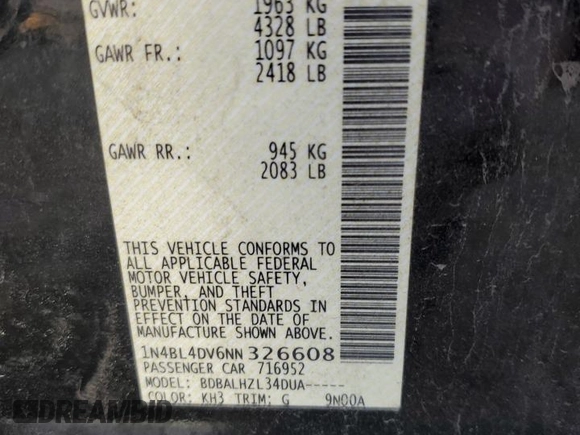 GVWR: 1963 KG
4328 LB
GAWR FR.: 1097 KG
2418 LB
GAWR RR.: 945 KG
2083 LB
THIS VEHICLE CONFORMS TO
ALL APPLICABLE FEDERAL
MOTOR VEHICLE SAFETY,
BUMPER, AND THEFT
PREVENTION STANDARDS IN
EFFECT ON THE DATE OF
MANUFACTURE SHOWN ABOVE.
1N4BL4DV6NN326608
PASSENGER CAR 716952
MODEL: BDBALHZL34DUA-----
COLOR: KH3 TRIM: G 9N00A
DREAMBID